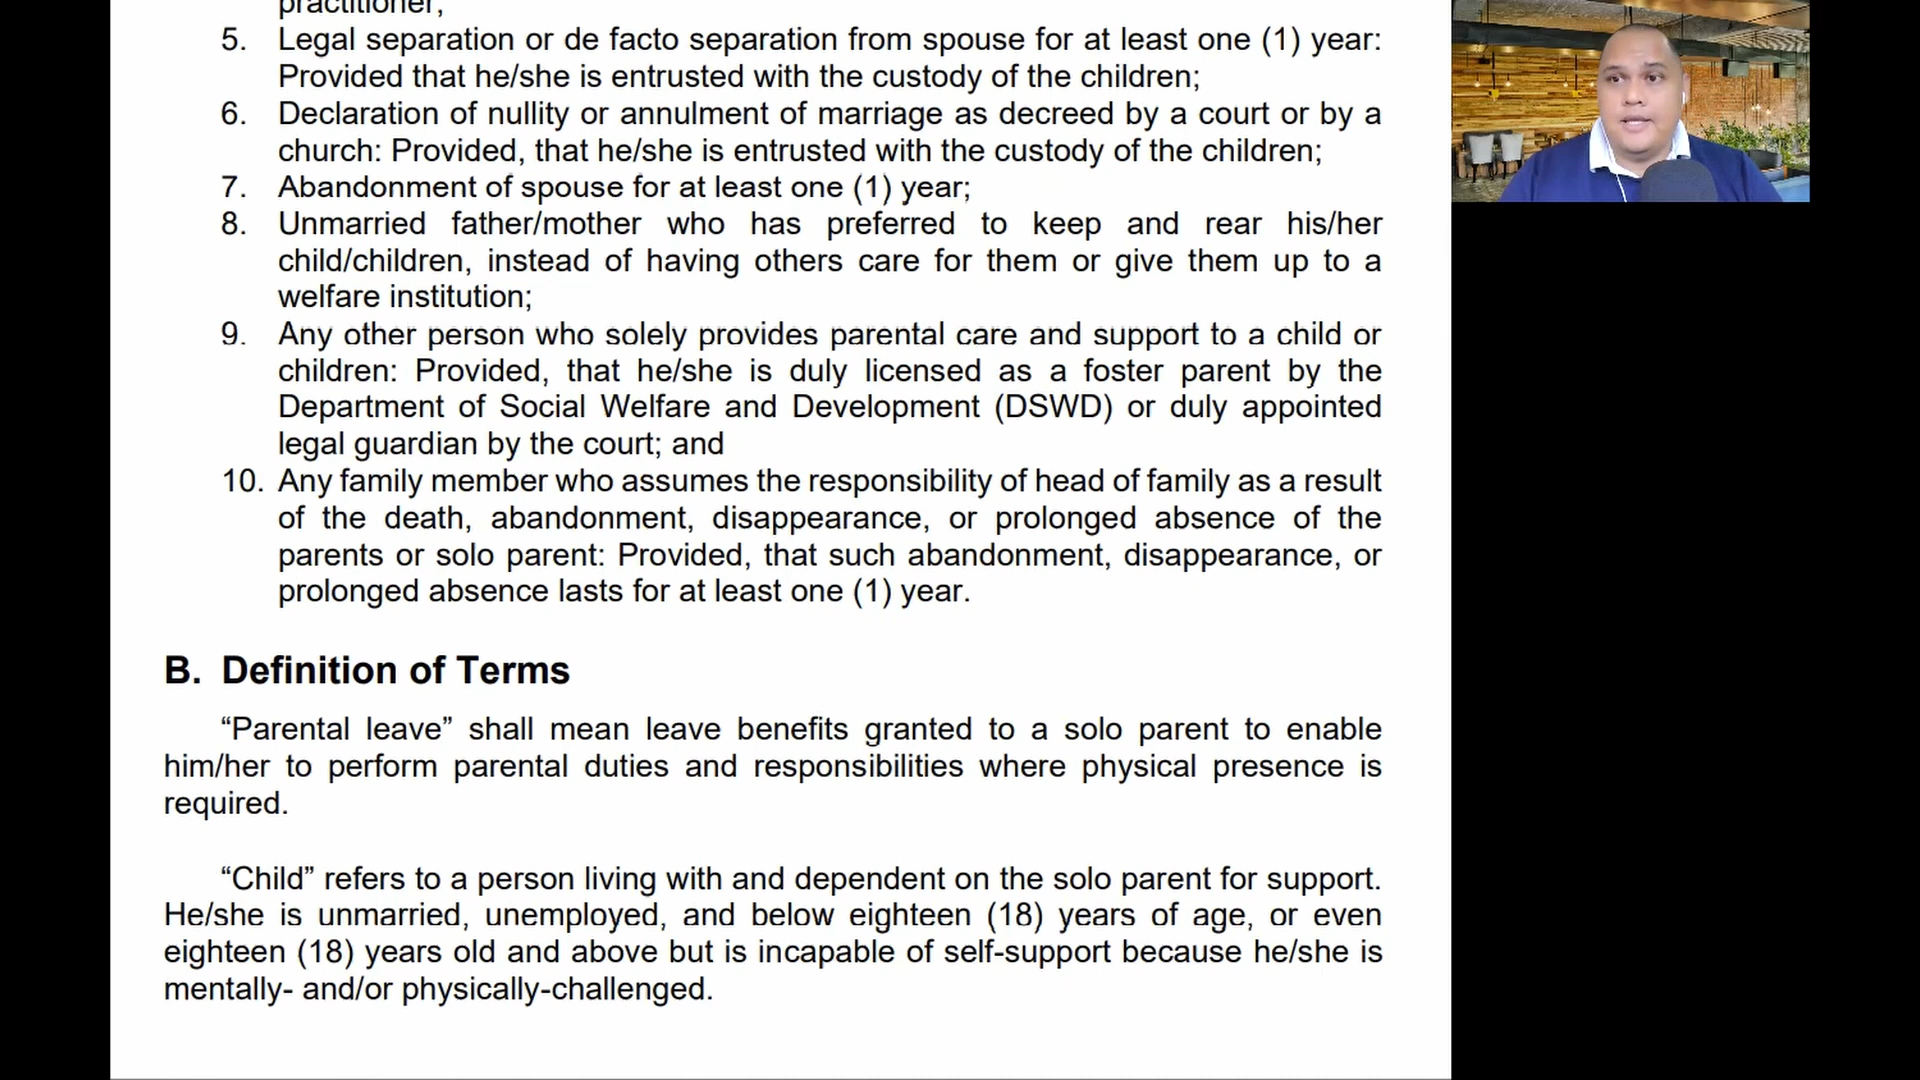 practitioner;
5. Legal separation or de facto separation from spouse for at least one (1) year:
Provided that he/she is entrusted with the custody of the children;
6. Declaration of nullity or annulment of marriage as decreed by a court or by a
church: Provided, that he/she is entrusted with the custody of the children;
7. Abandonment of spouse for at least one (1) year;
8. Unmarried father/mother who has preferred to keep and rear his/her
child/children, instead of having others care for them or give them up to a
welfare institution;
9. Any other person who solely provides parental care and support to a child or
children: Provided, that he/she is duly licensed as a foster parent by the
Department of Social Welfare and Development (DSWD) or duly appointed
legal guardian by the court; and
10. Any family member who assumes the responsibility of head of family as a result
of the death, abandonment, disappearance, or prolonged absence of the
parents or solo parent: Provided, that such abandonment, disappearance, or
prolonged absence lasts for at least one (1) year.
B. Definition of Terms
“Parental leave” shall mean leave benefits granted to a solo parent to enable
him/her to perform parental duties and responsibilities where physical presence is
required.
“Child” refers to a person living with and dependent on the solo parent for support.
He/she is unmarried, unemployed, and below eighteen (18) years of age, or even
eighteen (18) years old and above but is incapable of self-support because he/she is
mentally- and/or physically-challenged.